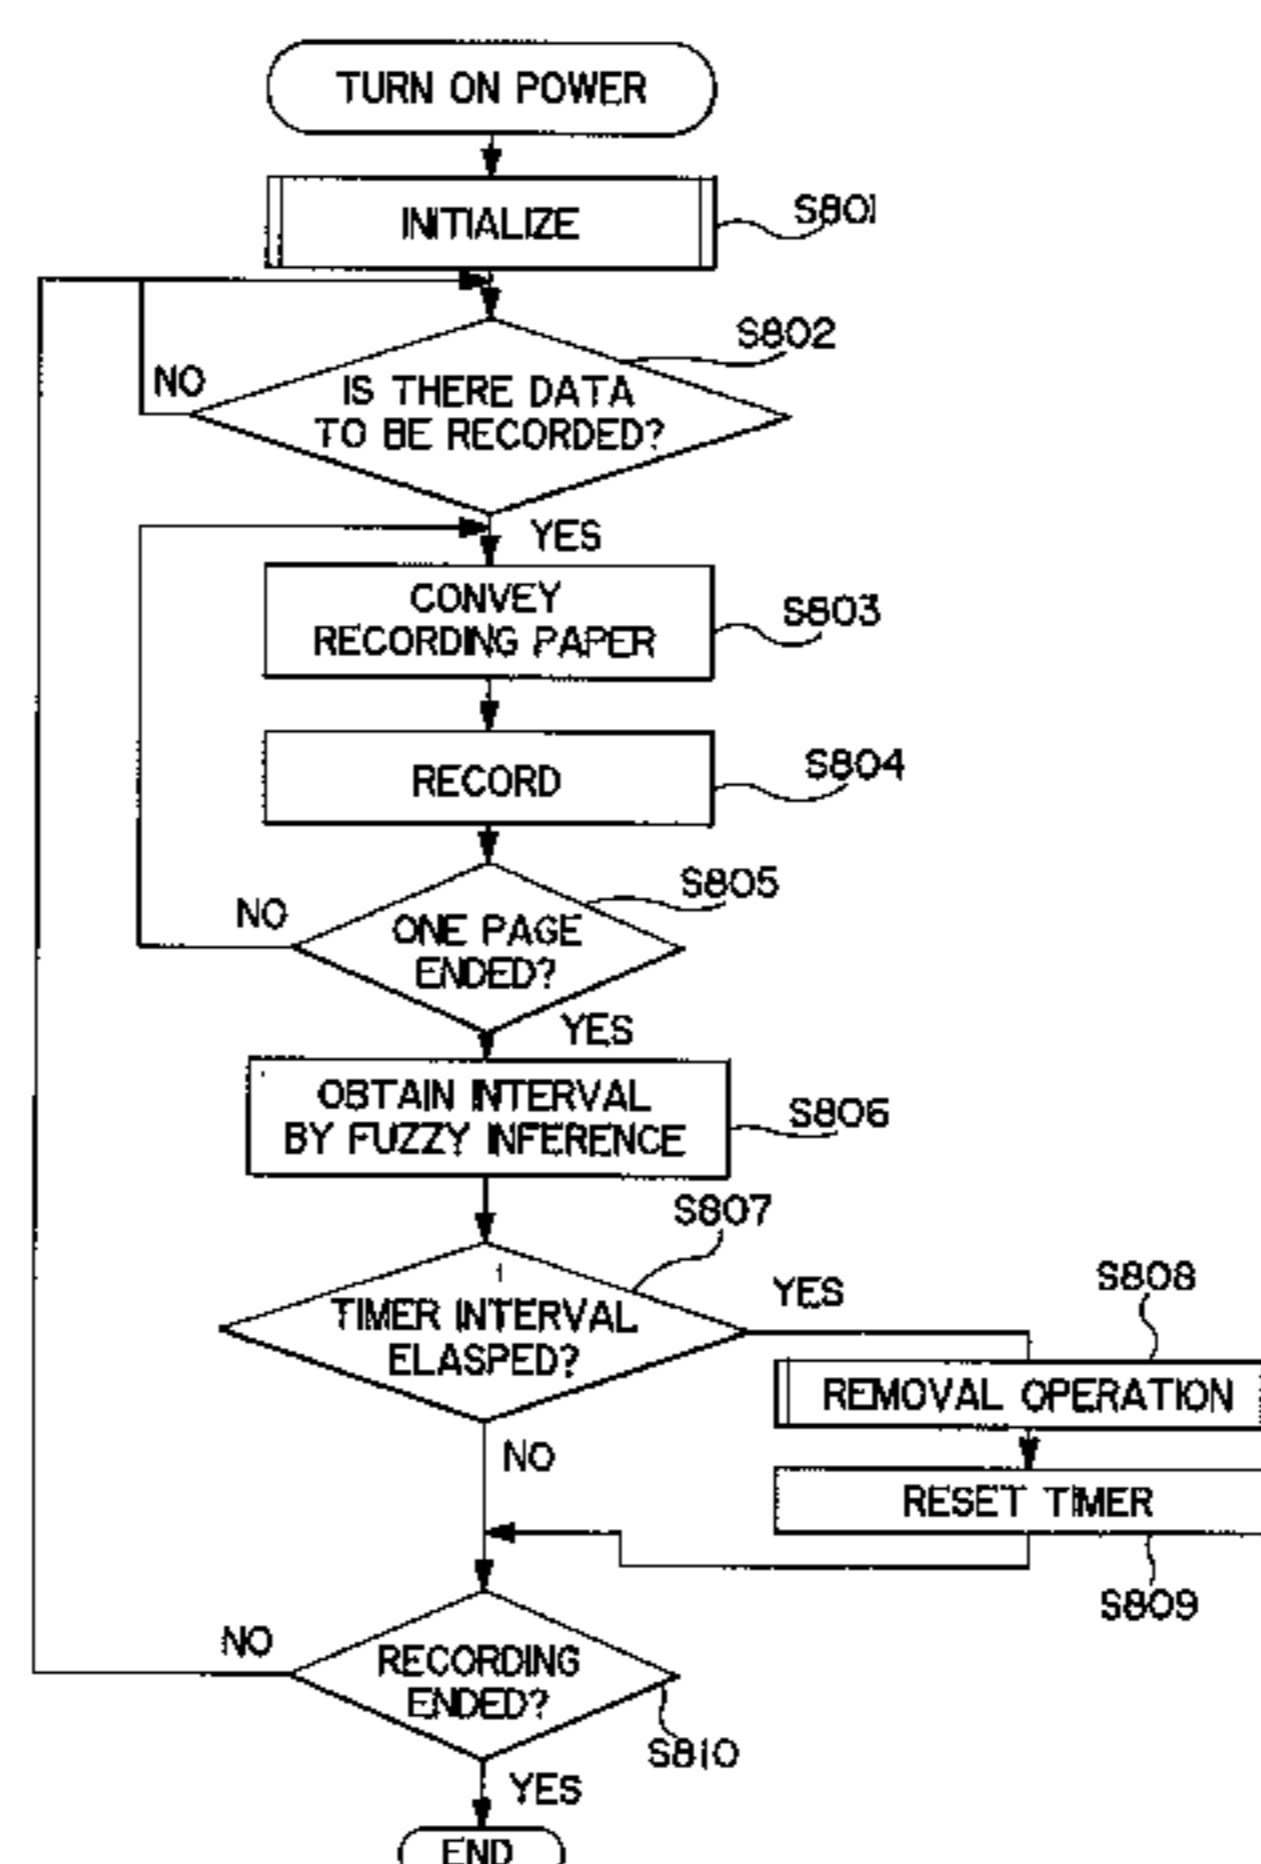 TURN ON POWER
INITIALIZE
S801
S802
NO
IS THERE DATA
TO BE RECORDED?
YES
CONVEY
RECORDING PAPER
S803
RECORD
S804
S805
NO
ONE PAGE
ENDED?
YES
OBTAIN INTERVAL
BY FUZZY INFERENCE
S806
S807
TIMER INTERVAL
ELASPED?
YES
S808
REMOVAL OPERATION
NO
RESET TIMER
S809
NO
RECORDING
ENDED?
S810
YES
END